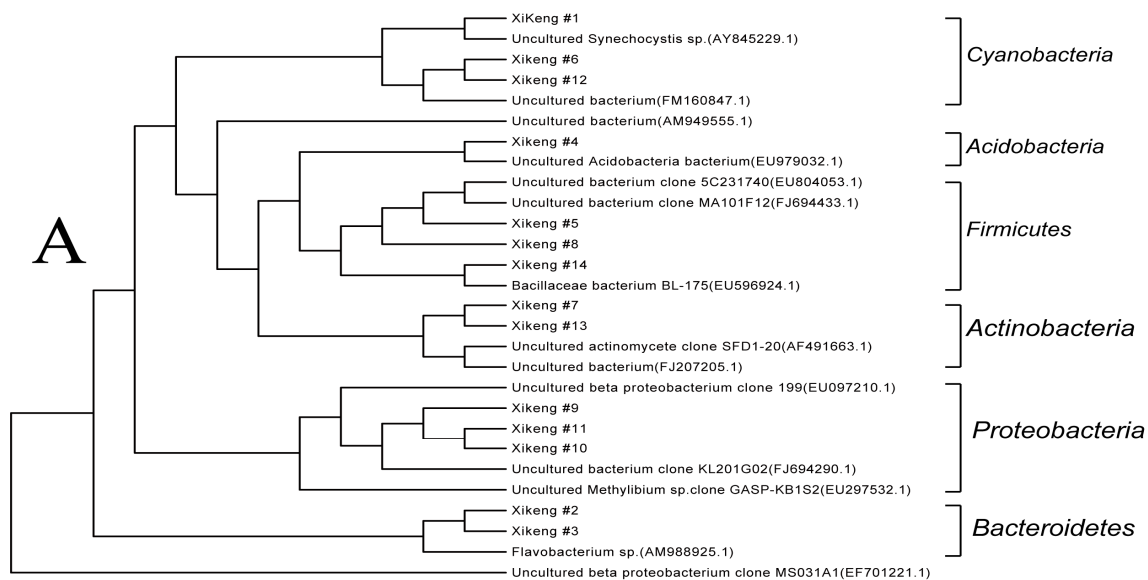 XiKeng #1
Uncultured Synechocystis sp.(AY845229.1)
Xikeng #6
Cyanobacteria
Xikeng #12
Uncultured bacterium(FM160847.1)
Uncultured bacterium(AM949555.1)
Xikeng #4
Acidobacteria
Uncultured Acidobacteria bacterium(EU979032.1)
Uncultured bacterium clone 5C231740(EU804053.1)
Uncultured bacterium clone MA101F12(FJ694433.1)
Xikeng #5
Firmicutes
A
Xikeng #8
Xikeng #14
Bacillaceae bacterium BL-175(EU596924.1)
Xikeng #7
Xikeng #13
Actinobacteria
Uncultured actinomycete clone SFD1-20(AF491663.1)
Uncultured bacterium(FJ207205.1)
Uncultured beta proteobacterium clone 199(EU097210.1)
Xikeng #9
Xikeng #11
Proteobacteria
Xikeng #10
Uncultured bacterium clone KL201G02(FJ694290.1)
Uncultured Methylibium sp.clone GASP-KB1S2(EU297532.1)
Xikeng #2
Xikeng #3
Bacteroidetes
Flavobacterium sp.(AM988925.1)
Uncultured beta proteobacterium clone MS031A1(EF701221.1)